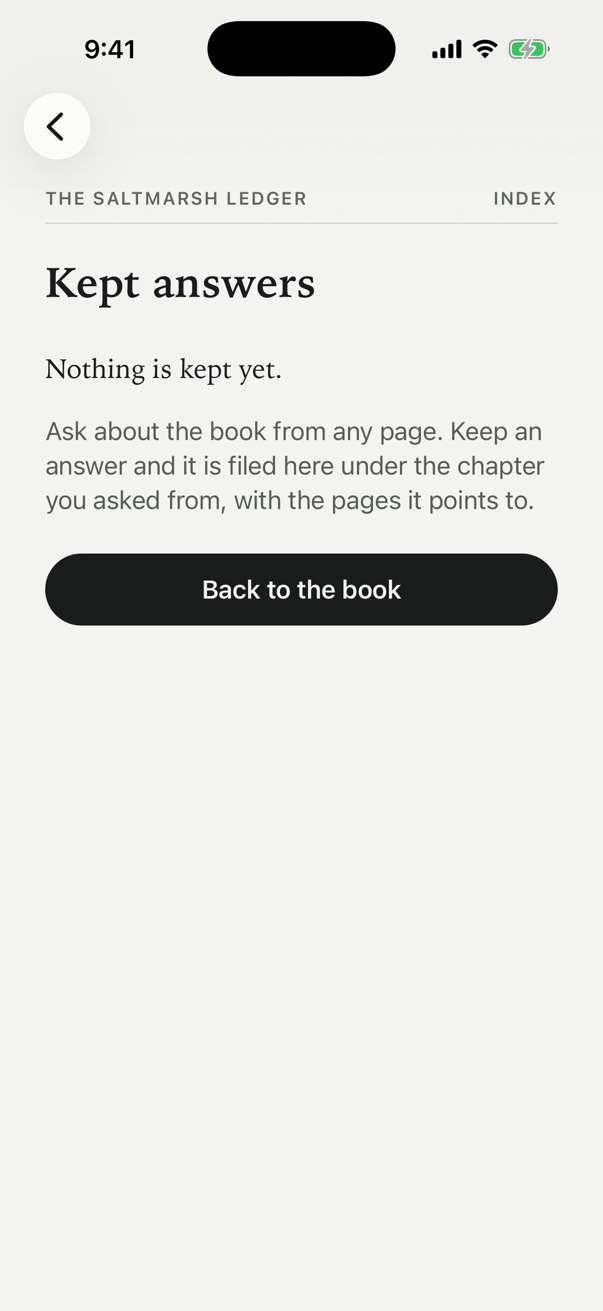 9:41
THE SALTMARSH LEDGER INDEX
Kept answers
Nothing is kept yet.
Ask about the book from any page. Keep an
answer and it is filed here under the chapter
you asked from, with the pages it points to.
Back to the book